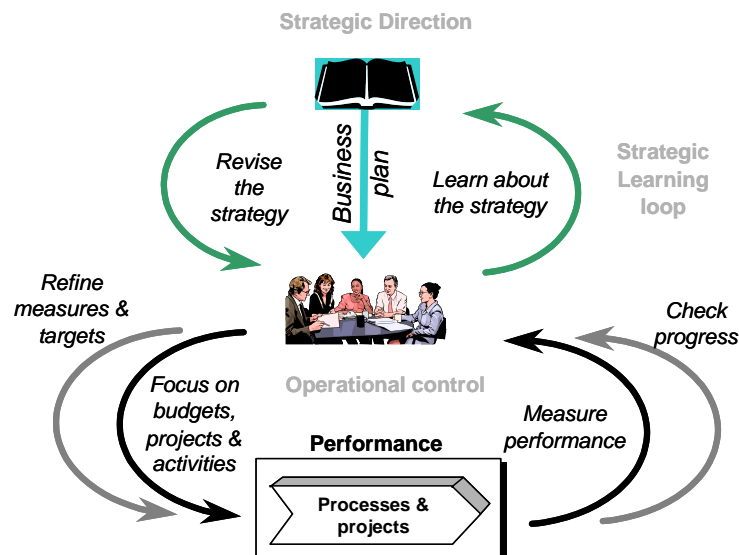 Strategic Direction
Revise
the
strategy
Business
plan
Learn about
the strategy
Strategic
Learning
loop
Refine
measures &
targets
Check
progress
Focus on
budgets,
projects &
activities
Operational control
Measure
performance
Performance
Processes &
projects